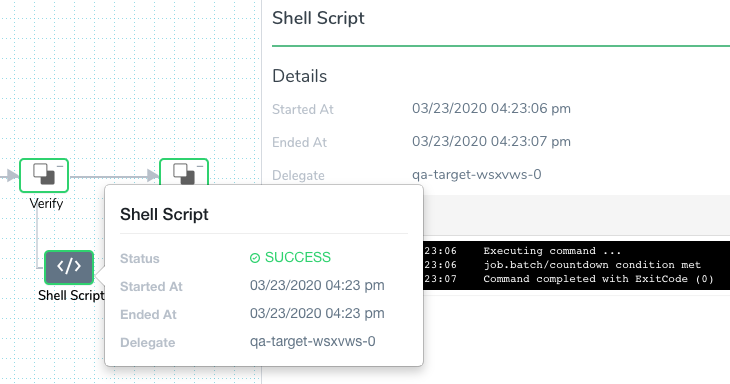 Shell Script
Details
Started At 03/23/2020 04:23:06 pm
Ended At 03/23/2020 04:23:07 pm
Delegate qa-target-wsxvws-0
Verify
Shell Script
Shell Script
Status SUCCESS
Started At 03/23/2020 04:23 pm
Ended At 03/23/2020 04:23 pm
Delegate qa-target-wsxvws-0
23:06 Executing command ...
23:06 job.batch/countdown condition met
23:07 Command completed with ExitCode (0)